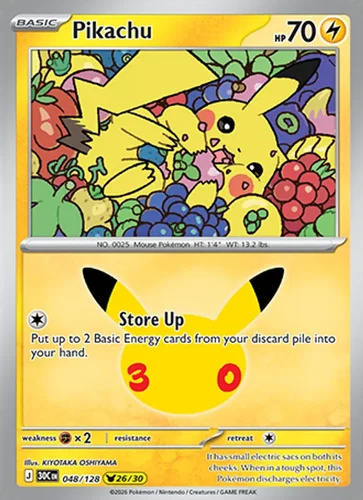 BASIC Pikachu HP 70
NO. 0025 Mouse Pokémon HT: 1'4" WT: 13.2 lbs.
Store Up
Put up to 2 Basic Energy cards from your discard pile into
your hand.
3 0
weakness ×2 resistance retreat
Illus. KIYOTAKA OSHIYAMA
It has small electric sacs on both its
cheeks. When in a tough spot, this
Pokémon discharges electricity.
J 30C EN 048/128 26/30
©2026 Pokémon / Nintendo / Creatures / GAME FREAK